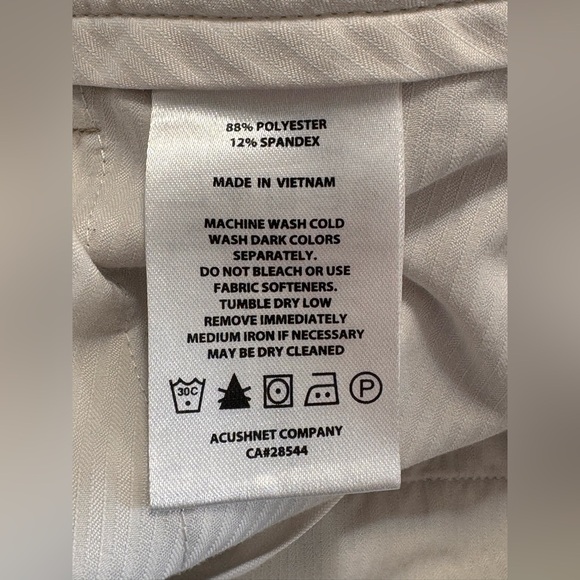 88% POLYESTER
12% SPANDEX
MADE IN VIETNAM
MACHINE WASH COLD
WASH DARK COLORS
SEPARATELY.
DO NOT BLEACH OR USE
FABRIC SOFTENERS.
TUMBLE DRY LOW
REMOVE IMMEDIATELY
MEDIUM IRON IF NECESSARY
MAY BE DRY CLEANED
30C P
ACUSHNET COMPANY
CA#28544